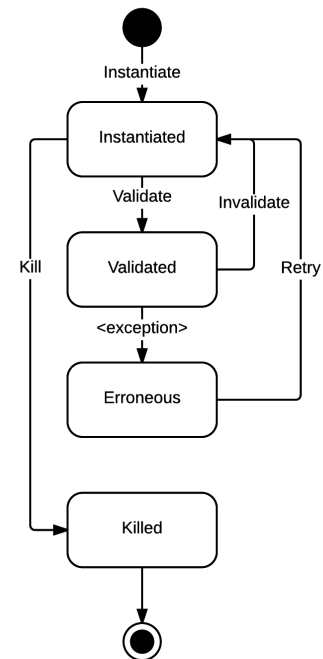 Instantiate
Instantiated
Validate
Invalidate
Kill
Validated
Retry
<exception>
Erroneous
Killed